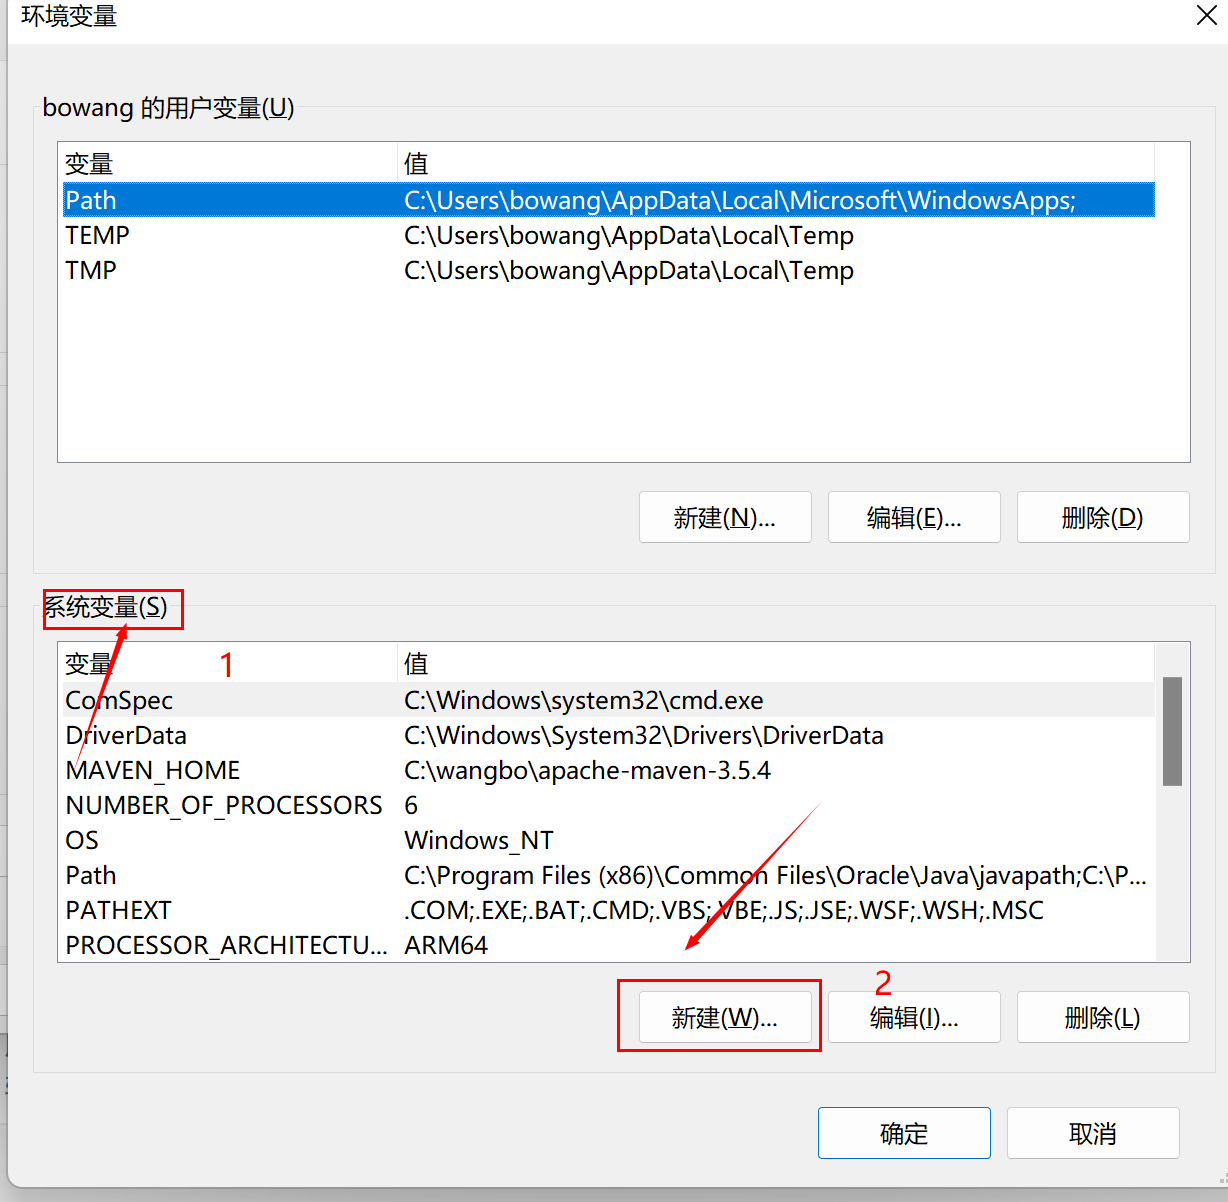 环境变量
bowang 的用户变量(U)
变量 值
Path C:\Users\bowang\AppData\Local\Microsoft\WindowsApps;
TEMP C:\Users\bowang\AppData\Local\Temp
TMP C:\Users\bowang\AppData\Local\Temp
新建(N)... 编辑(E)... 删除(D)
系统变量(S)
变量 1 值
ComSpec C:\Windows\system32\cmd.exe
DriverData C:\Windows\System32\Drivers\DriverData
MAVEN_HOME C:\wangbo\apache-maven-3.5.4
NUMBER_OF_PROCESSORS 6
OS Windows_NT
Path C:\Program Files (x86)\Common Files\Oracle\Java\javapath;C:\P...
PATHEXT .COM;.EXE;.BAT;.CMD;.VBS;.VBE;.JS;.JSE;.WSF;.WSH;.MSC
PROCESSOR_ARCHITECTU... ARM64
2
新建(W)... 编辑(I)... 删除(L)
确定 取消